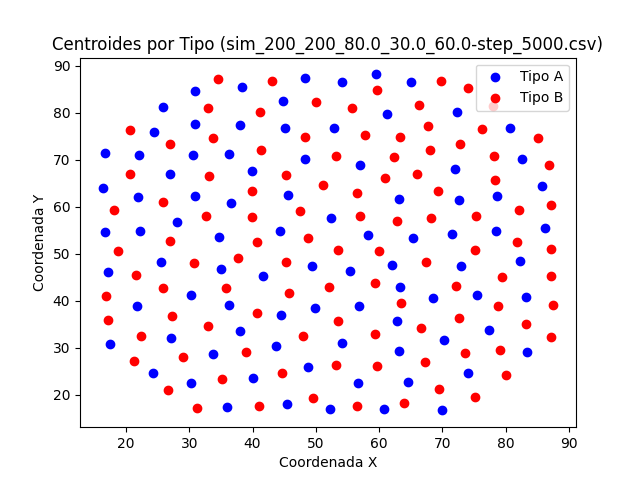 Centroides por Tipo (sim_200_200_80.0_30.0_60.0-step_5000.csv)
Tipo A
Tipo B
Coordenada Y
90
80
70
60
50
40
30
20
20 30 40 50 60 70 80 90
Coordenada X